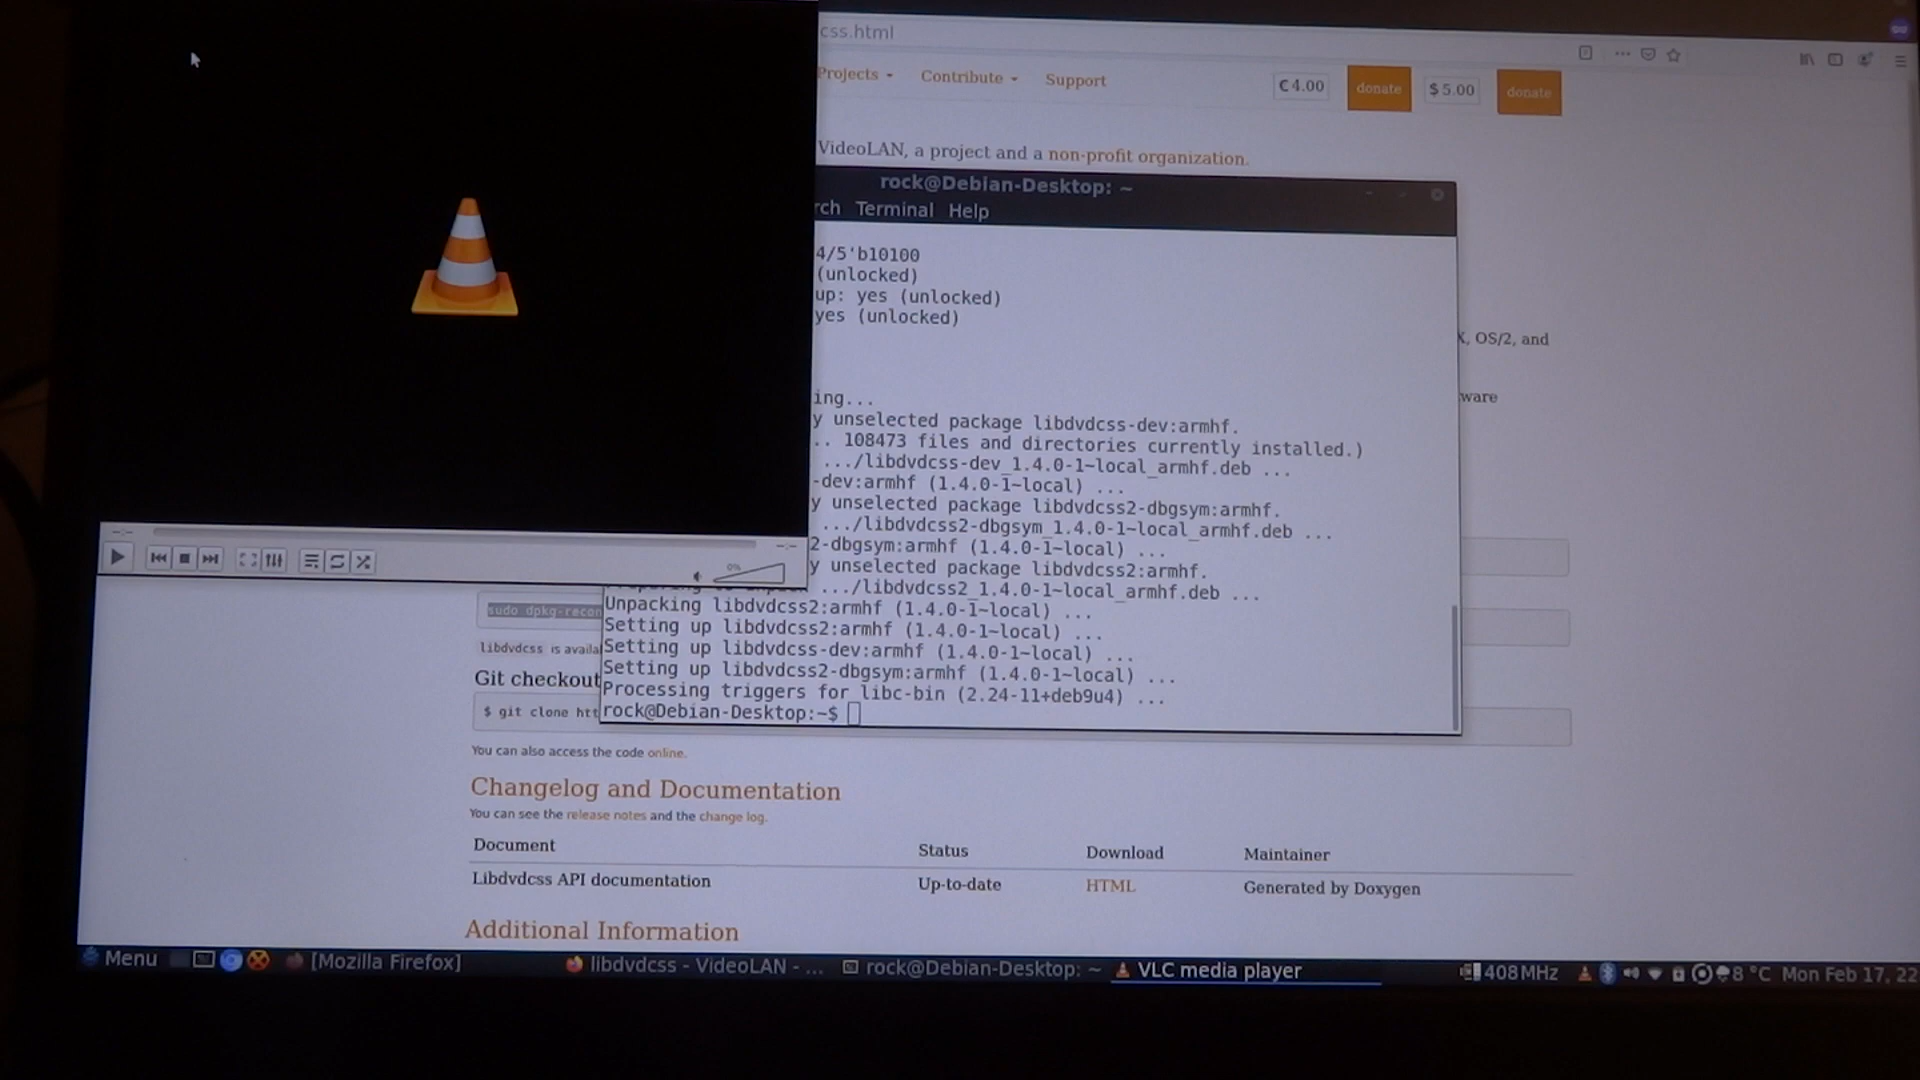 css.html
Projects Contribute Support € 4.00 donate $ 5.00 donate
VideoLAN, a project and a non-profit organization.
rock@Debian-Desktop: ~
rch Terminal Help
4/5'b10100
(unlocked)
up: yes (unlocked)
yes (unlocked)
X, OS/2, and
ware
ing...
y unselected package libdvdcss-dev:armhf.
.. 108473 files and directories currently installed.)
.../libdvdcss-dev_1.4.0-1~local_armhf.deb ...
-dev:armhf (1.4.0-1~local) ...
y unselected package libdvdcss2-dbgsym:armhf.
.../libdvdcss2-dbgsym_1.4.0-1~local_armhf.deb ...
2-dbgsym:armhf (1.4.0-1~local) ...
y unselected package libdvdcss2:armhf.
.../libdvdcss2_1.4.0-1~local_armhf.deb ...
Unpacking libdvdcss2:armhf (1.4.0-1~local) ...
Setting up libdvdcss2:armhf (1.4.0-1~local) ...
Setting up libdvdcss-dev:armhf (1.4.0-1~local) ...
Setting up libdvdcss2-dbgsym:armhf (1.4.0-1~local) ...
Processing triggers for libc-bin (2.24-11+deb9u4) ...
rock@Debian-Desktop:~$
--:-- --:--
0%
sudo dpkg-recon
libdvdcss is availa
Git checkout
$ git clone htt
You can also access the code online.
Changelog and Documentation
You can see the release notes and the change log.
Document Status Download Maintainer
Libdvdcss API documentation Up-to-date HTML Generated by Doxygen
Additional Information
Menu [Mozilla Firefox] libdvdcss - VideoLAN - ... rock@Debian-Desktop: ~ VLC media player 408MHz 8 °C Mon Feb 17, 22